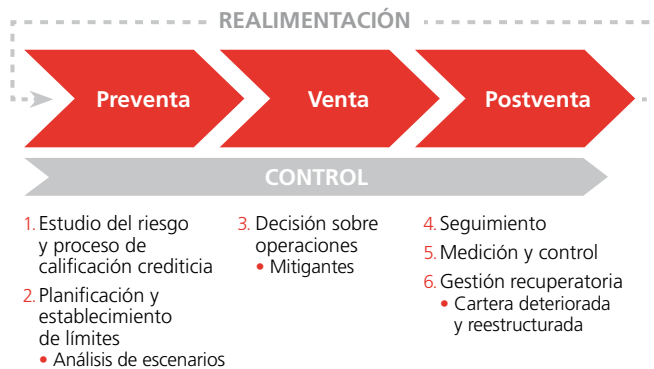 REALIMENTACIÓN
Preventa
Venta
Postventa
CONTROL
1. Estudio del riesgo
y proceso de
calificación crediticia
2. Planificación y
establecimiento
de límites
• Análisis de escenarios
3. Decisión sobre
operaciones
• Mitigantes
4. Seguimiento
5. Medición y control
6. Gestión recuperatoria
• Cartera deteriorada
y reestructurada